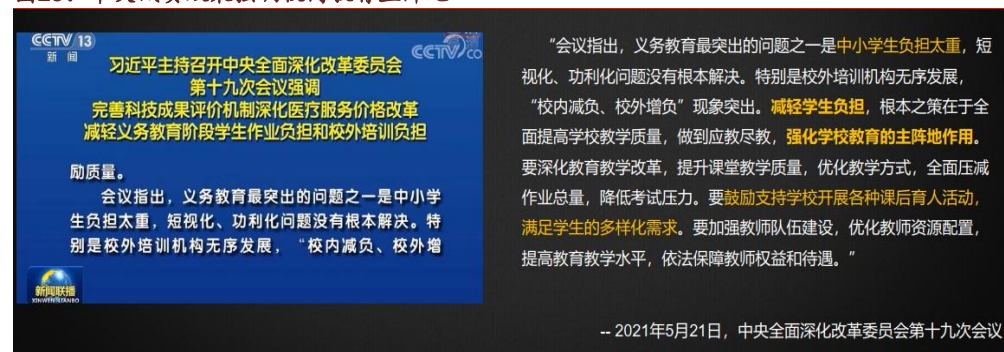 CCTV 13
新闻
CCTV co
习近平主持召开中央全面深化改革委员会
第十九次会议强调
完善科技成果评价机制深化医疗服务价格改革
减轻义务教育阶段学生作业负担和校外培训负担
励质量。
会议指出，义务教育最突出的问题之一是中小学
生负担太重，短视化、功利化问题没有根本解决。特
别是校外培训机构无序发展，“校内减负、校外增
新闻联播
XINWEN LIANBO
“会议指出，义务教育最突出的问题之一是中小学生负担太重，短
视化、功利化问题没有根本解决。特别是校外培训机构无序发展，
“校内减负、校外增负”现象突出。减轻学生负担，根本之策在于全
面提高学校教学质量，做到应教尽教，强化学校教育的主阵地作用。
要深化教育教学改革，提升课堂教学质量，优化教学方式，全面压减
作业总量，降低考试压力。要鼓励支持学校开展各种课后育人活动，
满足学生的多样化需求。要加强教师队伍建设，优化教师资源配置，
提高教育教学水平，依法保障教师权益和待遇。”
-- 2021年5月21日，中央全面深化改革委员会第十九次会议